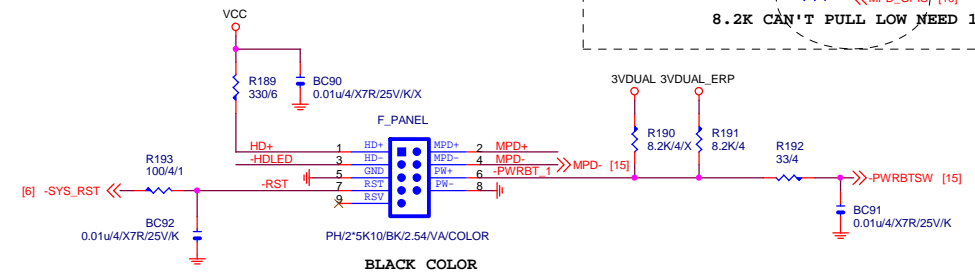 VCC
MPD_GPIO
8.2K CAN'T PULL LOW NEED 1
R189
330/6
BC90
0.01u/4/X7R/25V/K/X
3VDUAL 3VDUAL_ERP
F_PANEL
R190
8.2K/4/X
R191
8.2K/4
R192
33/4
HD+ 1 HD+ MPD+ 2 MPD+
-HDLED 3 HD- MPD- 4 MPD- MPD- [15]
5 GND PW+ 6 -PWRBT_1
-RST 7 RST PW- 8
9 RSV
R193
100/4/1
[6] -SYS_RST
-PWRBTSW [15]
BC92
0.01u/4/X7R/25V/K
BC91
0.01u/4/X7R/25V/K
PH/2*5K10/BK/2.54/VA/COLOR
BLACK COLOR